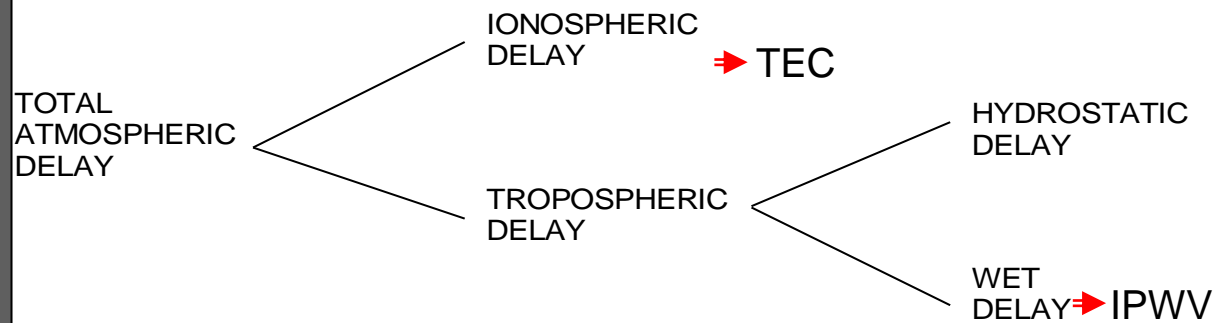 IONOSPHERIC
DELAY
TEC
TOTAL
ATMOSPHERIC
DELAY
HYDROSTATIC
DELAY
TROPOSPHERIC
DELAY
WET
DELAY
IPWV